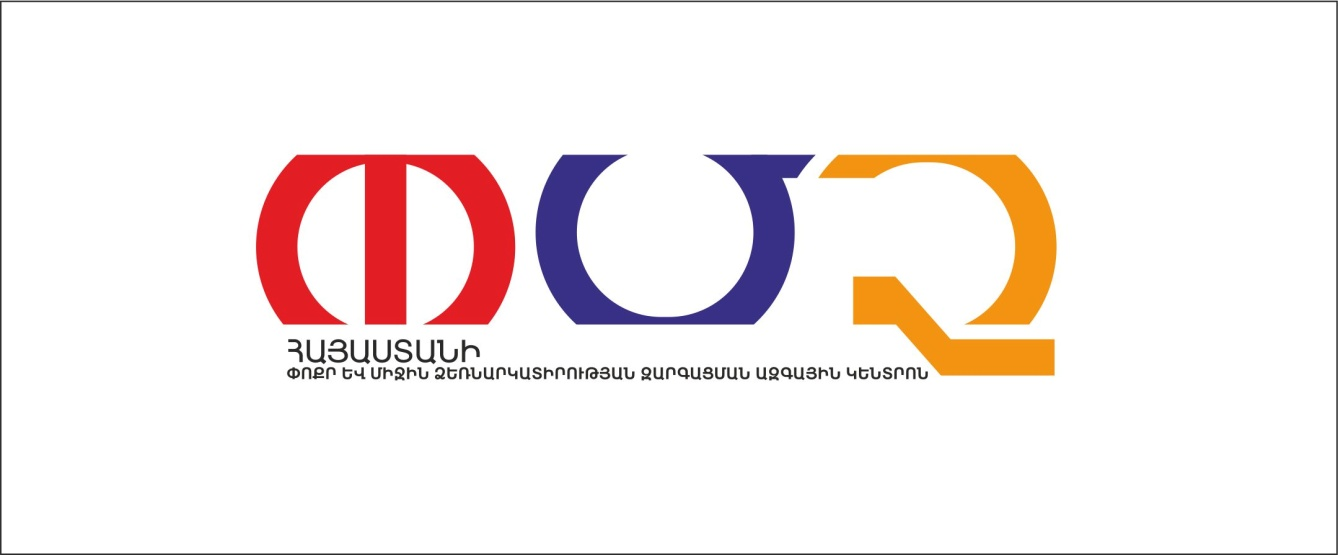 ՓՄՁ
ՀԱՅԱՍՏԱՆԻ
ՓՈՔՐ ԵՎ ՄԻՋԻՆ ՁԵՌՆԱՐԿԱՏԻՐՈՒԹՅԱՆ ԶԱՐԳԱՑՄԱՆ ԱԶԳԱՅԻՆ ԿԵՆՏՐՈՆ